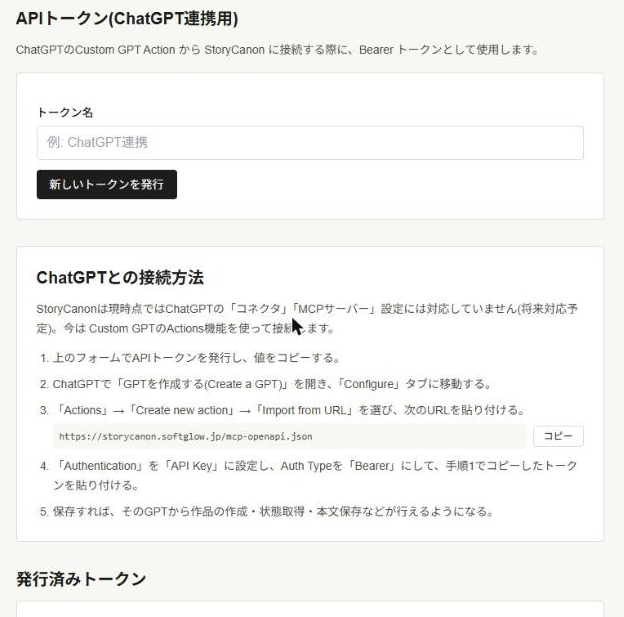 APIトークン(ChatGPT連携用)
ChatGPTのCustom GPT Action から StoryCanon に接続する際に、Bearer トークンとして使用します。
トークン名
例: ChatGPT連携
新しいトークンを発行
ChatGPTとの接続方法
StoryCanonは現時点ではChatGPTの「コネクタ」「MCPサーバー」設定には対応していません(将来対応予
定)。今は Custom GPTのActions機能を使って接続します。
1. 上のフォームでAPIトークンを発行し、値をコピーする。
2. ChatGPTで「GPTを作成する(Create a GPT)」を開き、「Configure」タブに移動する。
3. 「Actions」→「Create new action」→「Import from URL」を選び、次のURLを貼り付ける。
https://storycanon.softglow.jp/mcp-openapi.json
コピー
4. 「Authentication」を「API Key」に設定し、Auth Typeを「Bearer」にして、手順1でコピーしたトーク
ンを貼り付ける。
5. 保存すれば、そのGPTから作品の作成・状態取得・本文保存などが行えるようになる。
発行済みトークン